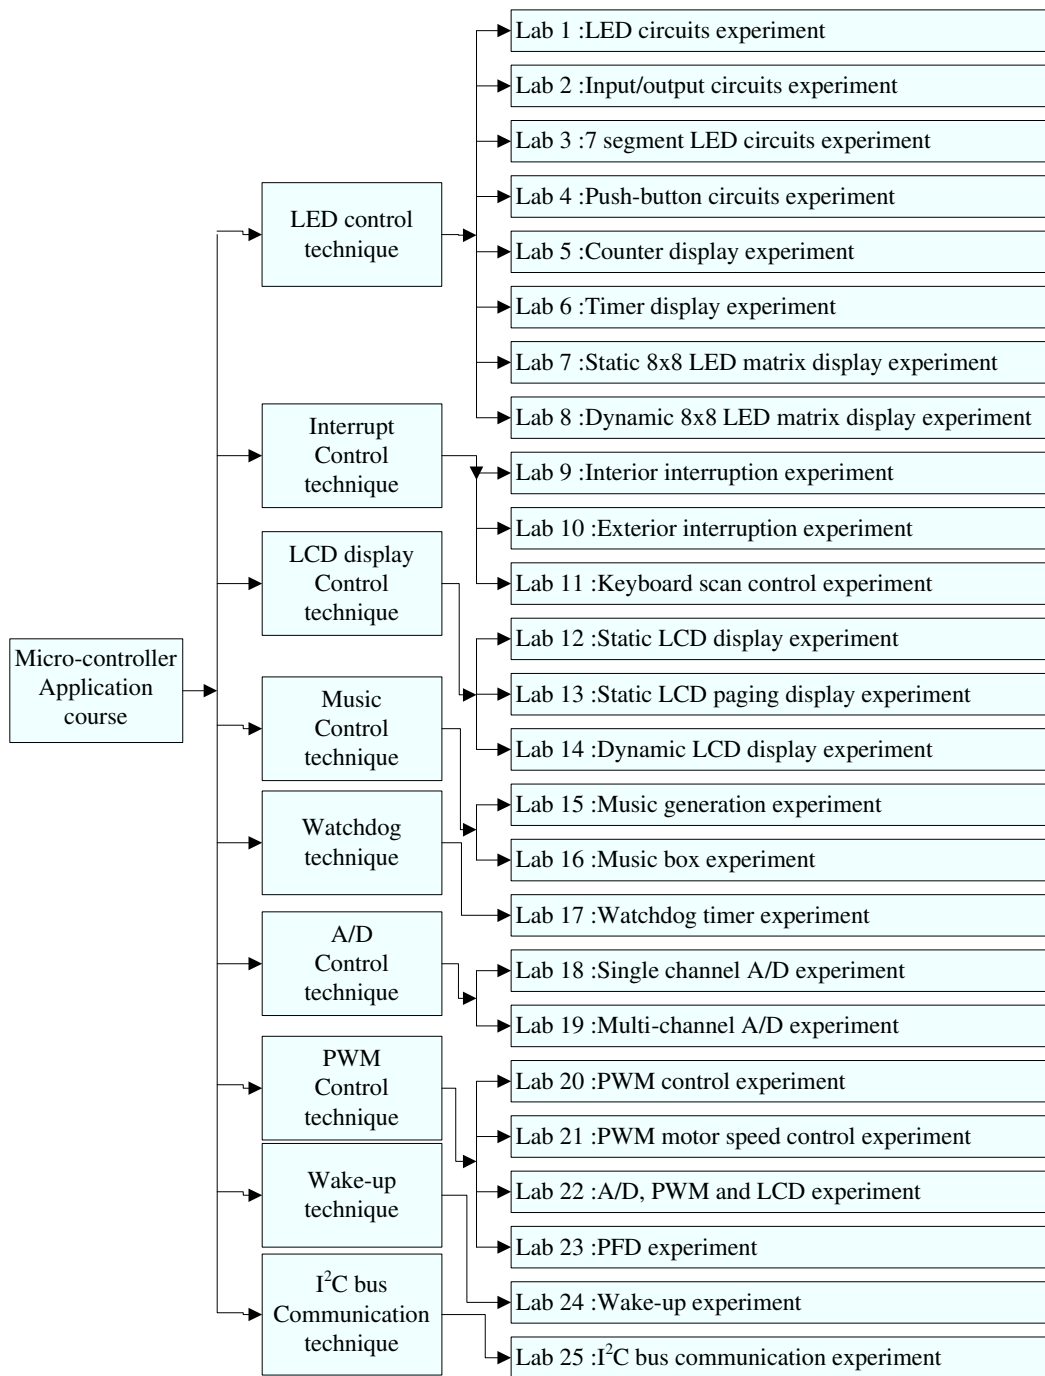 Micro-controller
Application
course
LED control
technique
Interrupt
Control
technique
LCD display
Control
technique
Music
Control
technique
Watchdog
technique
A/D
Control
technique
PWM
Control
technique
Wake-up
technique
I²C bus
Communication
technique
Lab 1 :LED circuits experiment
Lab 2 :Input/output circuits experiment
Lab 3 :7 segment LED circuits experiment
Lab 4 :Push-button circuits experiment
Lab 5 :Counter display experiment
Lab 6 :Timer display experiment
Lab 7 :Static 8x8 LED matrix display experiment
Lab 8 :Dynamic 8x8 LED matrix display experiment
Lab 9 :Interior interruption experiment
Lab 10 :Exterior interruption experiment
Lab 11 :Keyboard scan control experiment
Lab 12 :Static LCD display experiment
Lab 13 :Static LCD paging display experiment
Lab 14 :Dynamic LCD display experiment
Lab 15 :Music generation experiment
Lab 16 :Music box experiment
Lab 17 :Watchdog timer experiment
Lab 18 :Single channel A/D experiment
Lab 19 :Multi-channel A/D experiment
Lab 20 :PWM control experiment
Lab 21 :PWM motor speed control experiment
Lab 22 :A/D, PWM and LCD experiment
Lab 23 :PFD experiment
Lab 24 :Wake-up experiment
Lab 25 :I²C bus communication experiment